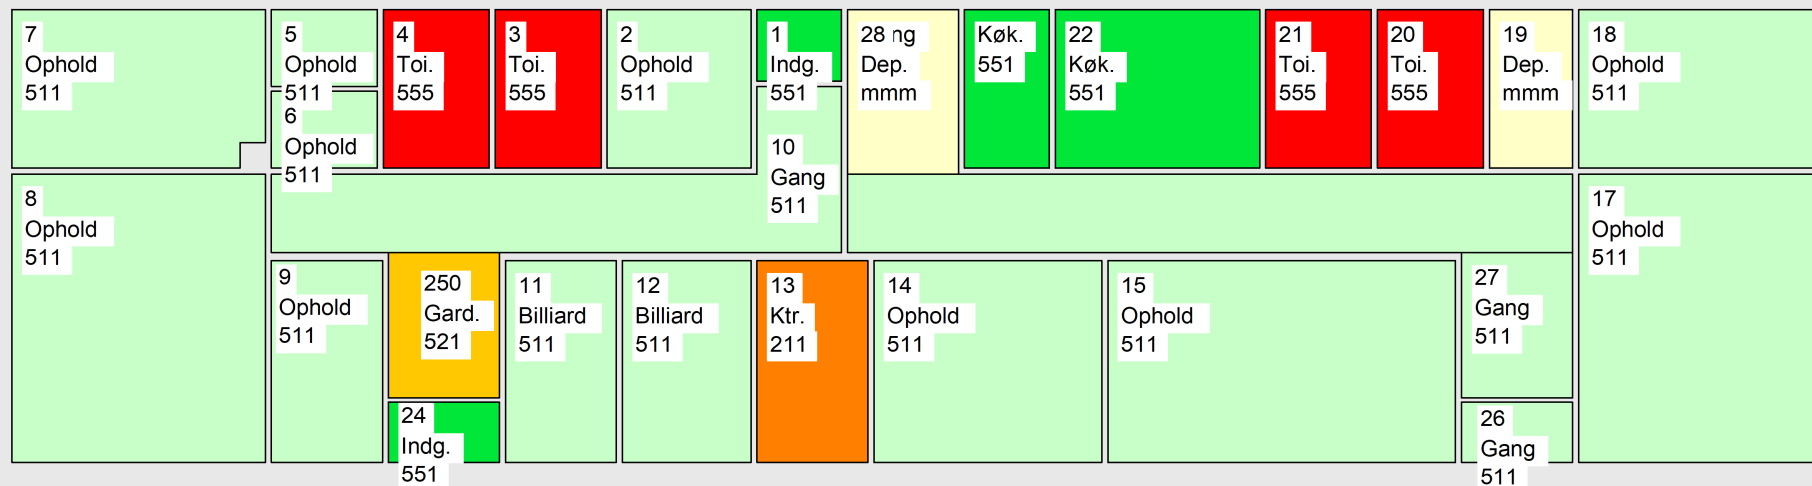 7
Ophold
511
5
Ophold
511
6
Ophold
511
4
Toi.
555
3
Toi.
555
2
Ophold
511
1
Indg.
551
10
Gang
511
28 ng
Dep.
mmm
Køk.
551
22
Køk.
551
21
Toi.
555
20
Toi.
555
19
Dep.
mmm
18
Ophold
511
8
Ophold
511
17
Ophold
511
9
Ophold
511
250
Gard.
521
24
Indg.
551
11
Billiard
511
12
Billiard
511
13
Ktr.
211
14
Ophold
511
15
Ophold
511
27
Gang
511
26
Gang
511